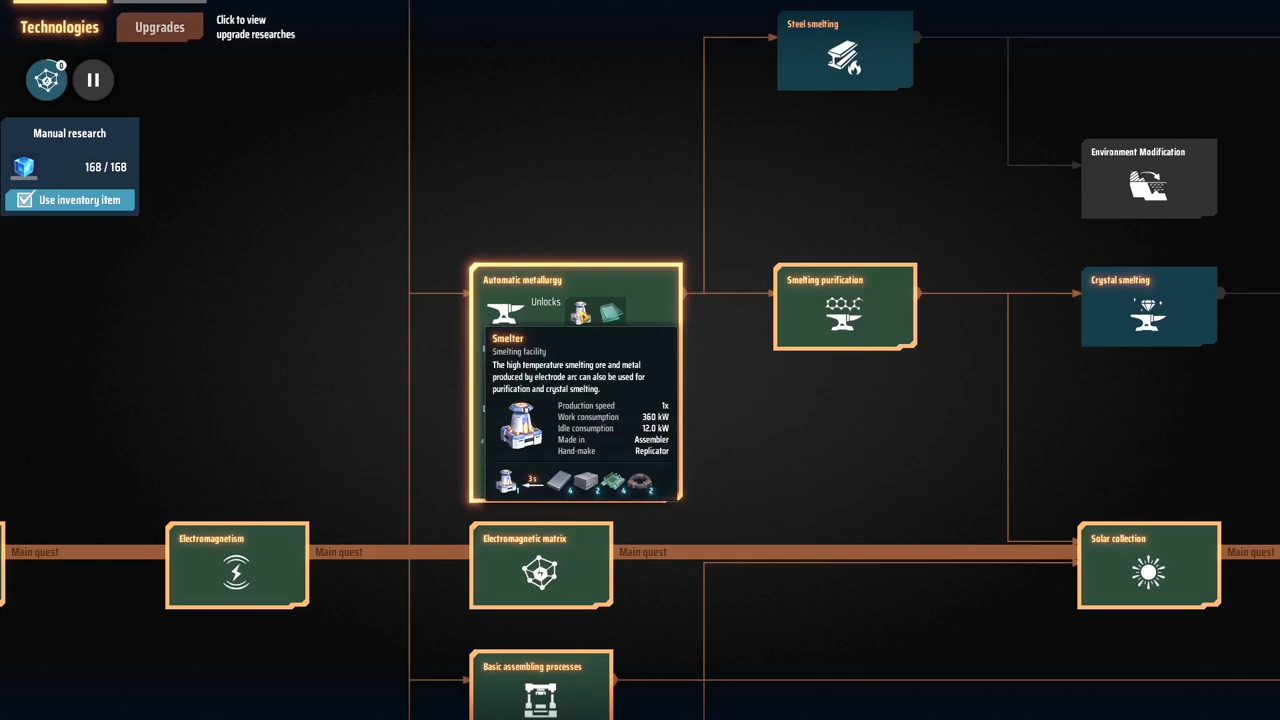 Technologies
Upgrades
Click to view
upgrade researches
0
Manual research
168 / 168
Use inventory item
Steel smelting
Environment Modification
Automatic metallurgy
Unlocks
Smelting purification
Crystal smelting
Smelter
Smelting facility
The high temperature smelting ore and metal
produced by electrode arc can also be used for
purification and crystal smelting.
Production speed 1x
Work consumption 360 kW
Idle consumption 12.0 kW
Made in Assembler
Hand-make Replicator
1 3s 4 2 4 2
Electromagnetism
Electromagnetic matrix
Solar collection
Main quest Main quest Main quest Main quest
Basic assembling processes